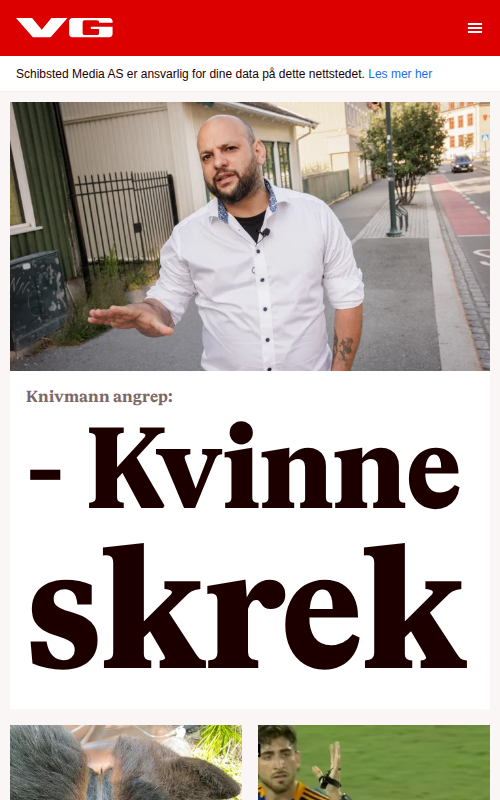 VG
Schibsted Media AS er ansvarlig for dine data på dette nettstedet. Les mer her
Knivmann angrep:
- Kvinne
skrek